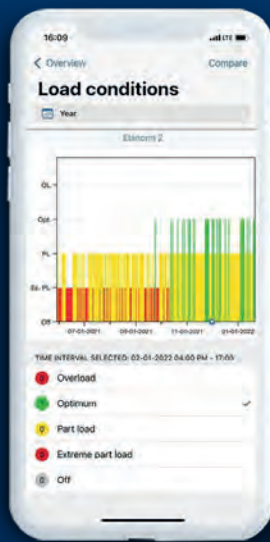 16:09
LTE
Overview
Compare
Load conditions
Year
Etanorm 2
OL
Opt.
PL
Ex. PL
Off
07-01-2021
09-01-2021
11-01-2021
01-2022
TIME INTERVAL SELECTED: 02-01-2022 04:00 PM - 17:00
Overload
Optimum
Part load
0 Extreme part load
0 Off